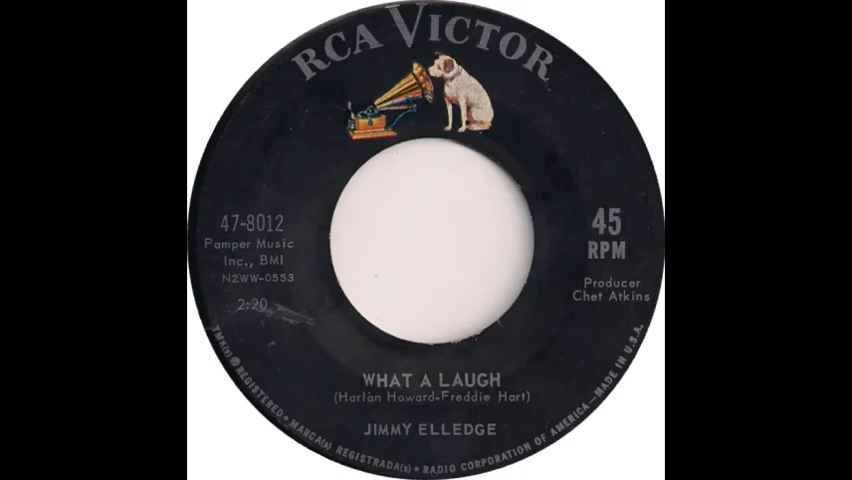 RCA VICTOR
47-8012
Pamper Music
Inc., BMI
N2WW-0553
2:20
45
RPM
Producer
Chet Atkins
WHAT A LAUGH
(Harlan Howard-Freddie Hart)
JIMMY ELLEDGE
TMK(s) ® REGISTERED • MARCA(s) REGISTRADA(s) • RADIO CORPORATION OF AMERICA—MADE IN U.S.A.